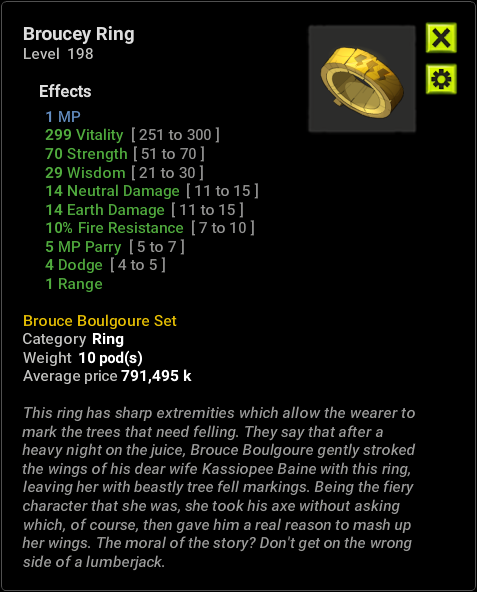 Broucey Ring
Level 198
Effects
1 MP
299 Vitality [ 251 to 300 ]
70 Strength [ 51 to 70 ]
29 Wisdom [ 21 to 30 ]
14 Neutral Damage [ 11 to 15 ]
14 Earth Damage [ 11 to 15 ]
10% Fire Resistance [ 7 to 10 ]
5 MP Parry [ 5 to 7 ]
4 Dodge [ 4 to 5 ]
1 Range
Brouce Boulgoure Set
Category Ring
Weight 10 pod(s)
Average price 791,495 k
This ring has sharp extremities which allow the wearer to
mark the trees that need felling. They say that after a
heavy night on the juice, Brouce Boulgoure gently stroked
the wings of his dear wife Kassiopee Baine with this ring,
leaving her with beastly tree fell markings. Being the fiery
character that she was, she took his axe without asking
which, of course, then gave him a real reason to mash up
her wings. The moral of the story? Don't get on the wrong
side of a lumberjack.